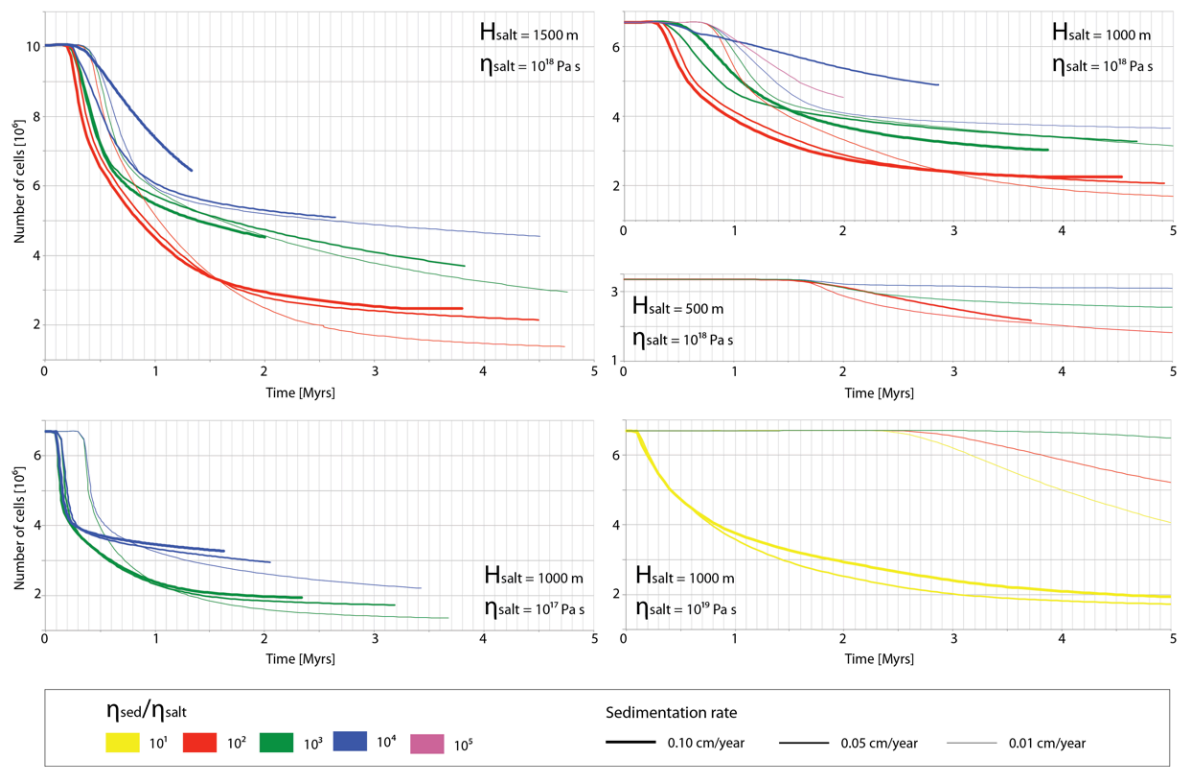 Number of cells [10⁶]
10
8
6
4
2
0 1 2 3 4 5
Time [Myrs]
Hsalt = 1500 m
ηsalt = 10¹⁸ Pa s
6
4
2
0 1 2 3 4 5
Hsalt = 1000 m
ηsalt = 10¹⁸ Pa s
3
1
Hsalt = 500 m
ηsalt = 10¹⁸ Pa s
0 1 2 3 4 5
Time [Myrs]
Number of cells [10⁶]
6
4
2
0 1 2 3 4 5
Time [Myrs]
Hsalt = 1000 m
ηsalt = 10¹⁷ Pa s
6
4
2
0 1 2 3 4 5
Time [Myrs]
Hsalt = 1000 m
ηsalt = 10¹⁹ Pa s
ηsed/ηsalt
10¹ 10² 10³ 10⁴ 10⁵
Sedimentation rate
0.10 cm/year 0.05 cm/year 0.01 cm/year